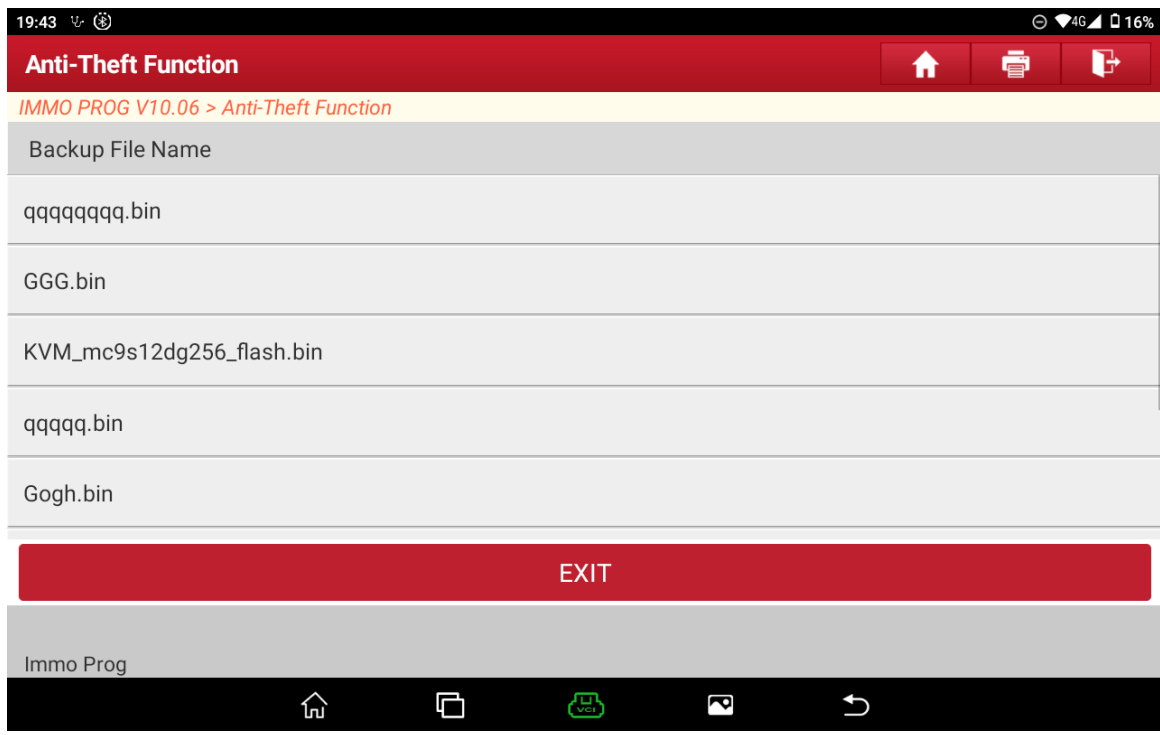 19:43 4G 16%
Anti-Theft Function
IMMO PROG V10.06 > Anti-Theft Function
Backup File Name
qqqqqqqq.bin
GGG.bin
KVM_mc9s12dg256_flash.bin
qqqqq.bin
Gogh.bin
EXIT
Immo Prog
VCI